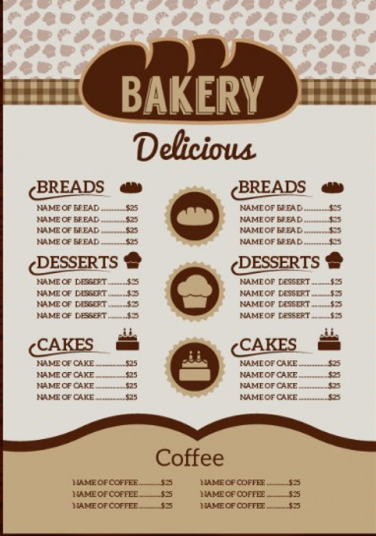 BAKERY
Delicious
BREADS
NAME OF BREAD ............$25
NAME OF BREAD ............$25
NAME OF BREAD ............$25
NAME OF BREAD ............$25
DESSERTS
NAME OF DESSERT .......$25
NAME OF DESSERT .......$25
NAME OF DESSERT .......$25
NAME OF DESSERT .......$25
CAKES
NAME OF CAKE ..............$25
NAME OF CAKE ..............$25
NAME OF CAKE ..............$25
NAME OF CAKE ..............$25
BREADS
NAME OF BREAD ............$25
NAME OF BREAD ............$25
NAME OF BREAD ............$25
NAME OF BREAD ............$25
DESSERTS
NAME OF DESSERT .......$25
NAME OF DESSERT .......$25
NAME OF DESSERT .......$25
NAME OF DESSERT .......$25
CAKES
NAME OF CAKE ..............$25
NAME OF CAKE ..............$25
NAME OF CAKE ..............$25
NAME OF CAKE ..............$25
Coffee
NAME OF COFFEE..........$25
NAME OF COFFEE..........$25
NAME OF COFFEE..........$25
NAME OF COFFEE..........$25
NAME OF COFFEE..........$25
NAME OF COFFEE..........$25